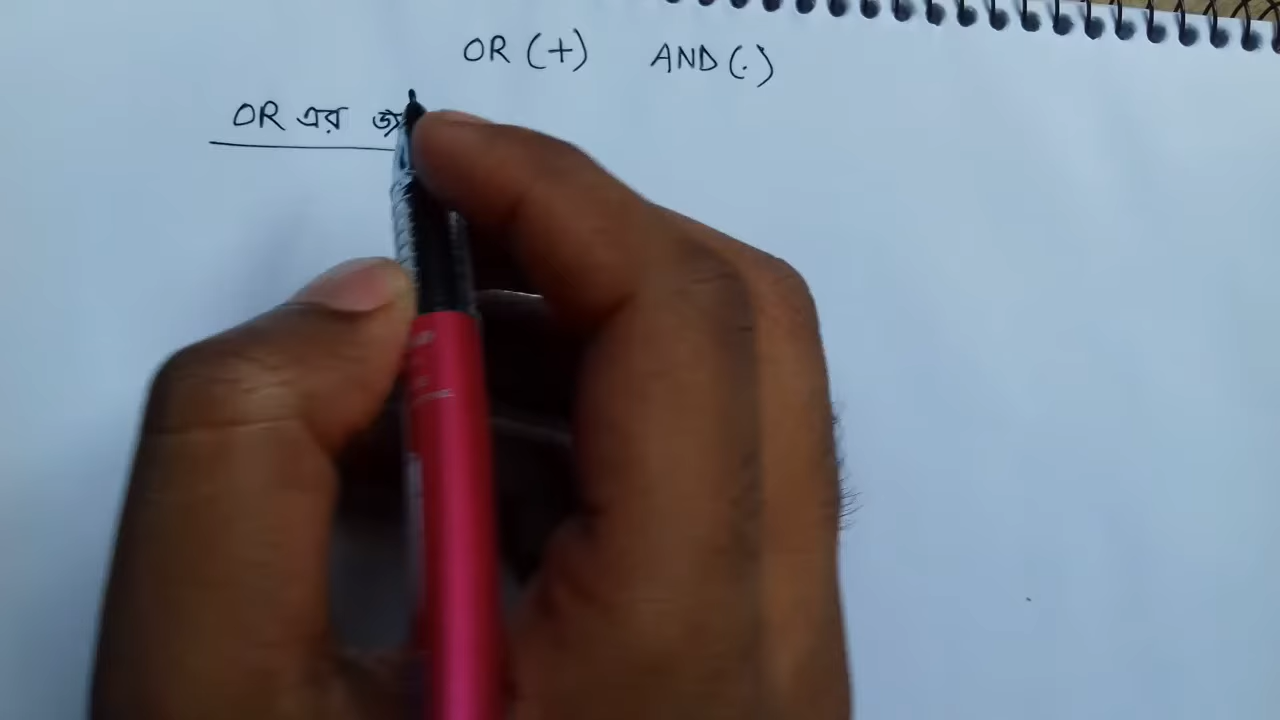 OR (+) AND (.)
OR এর